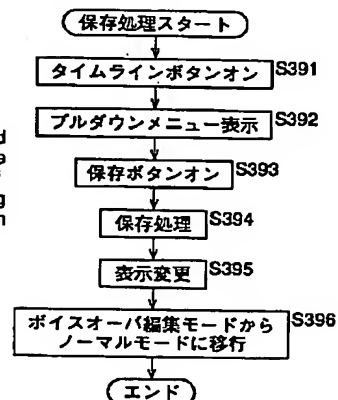 保存処理スタート
タイムラインボタンオン S391
プルダウンメニュー表示 S392
保存ボタンオン S393
保存処理 S394
表示変更 S395
ボイスオーバ編集モードから S396
ノーマルモードに移行
エンド